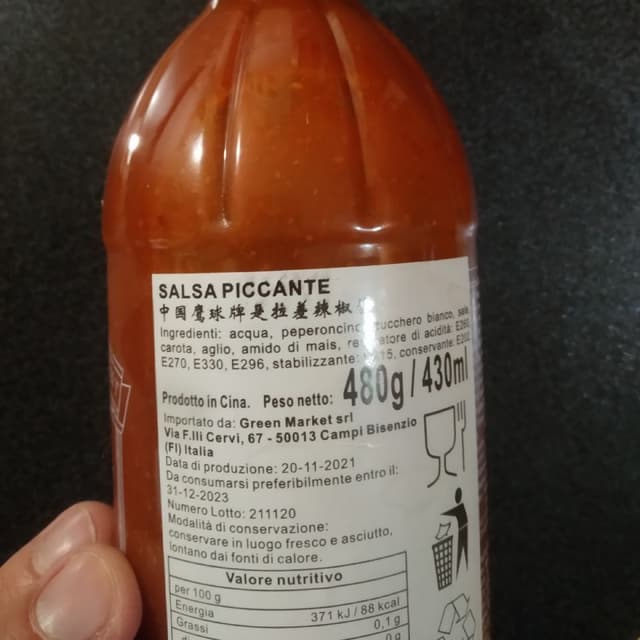 SALSA PICCANTE
中国鹰球牌是拉差辣椒
Ingredienti: acqua, peperoncino, zucchero bianco, sale,
carota, aglio, amido di mais, di acidità: E260,
E270, E330, E296, stabilizzante: conservante: E202
Prodotto in Cina. Peso netto: 480g / 430ml
Importato da: Green Market srl
Via F.lli Cervi, 67 - 50013 Campi Bisenzio
(FI) Italia
Data di produzione: 20-11-2021
Da consumarsi preferibilmente entro il:
31-12-2023
Numero Lotto: 211120
Modalità di conservazione:
conservare in luogo fresco e asciutto,
lontano dai fonti di calore.
Valore nutritivo
per 100 g
Energia 371 kJ / 88 kcal
Grassi 0,1 g
0 g